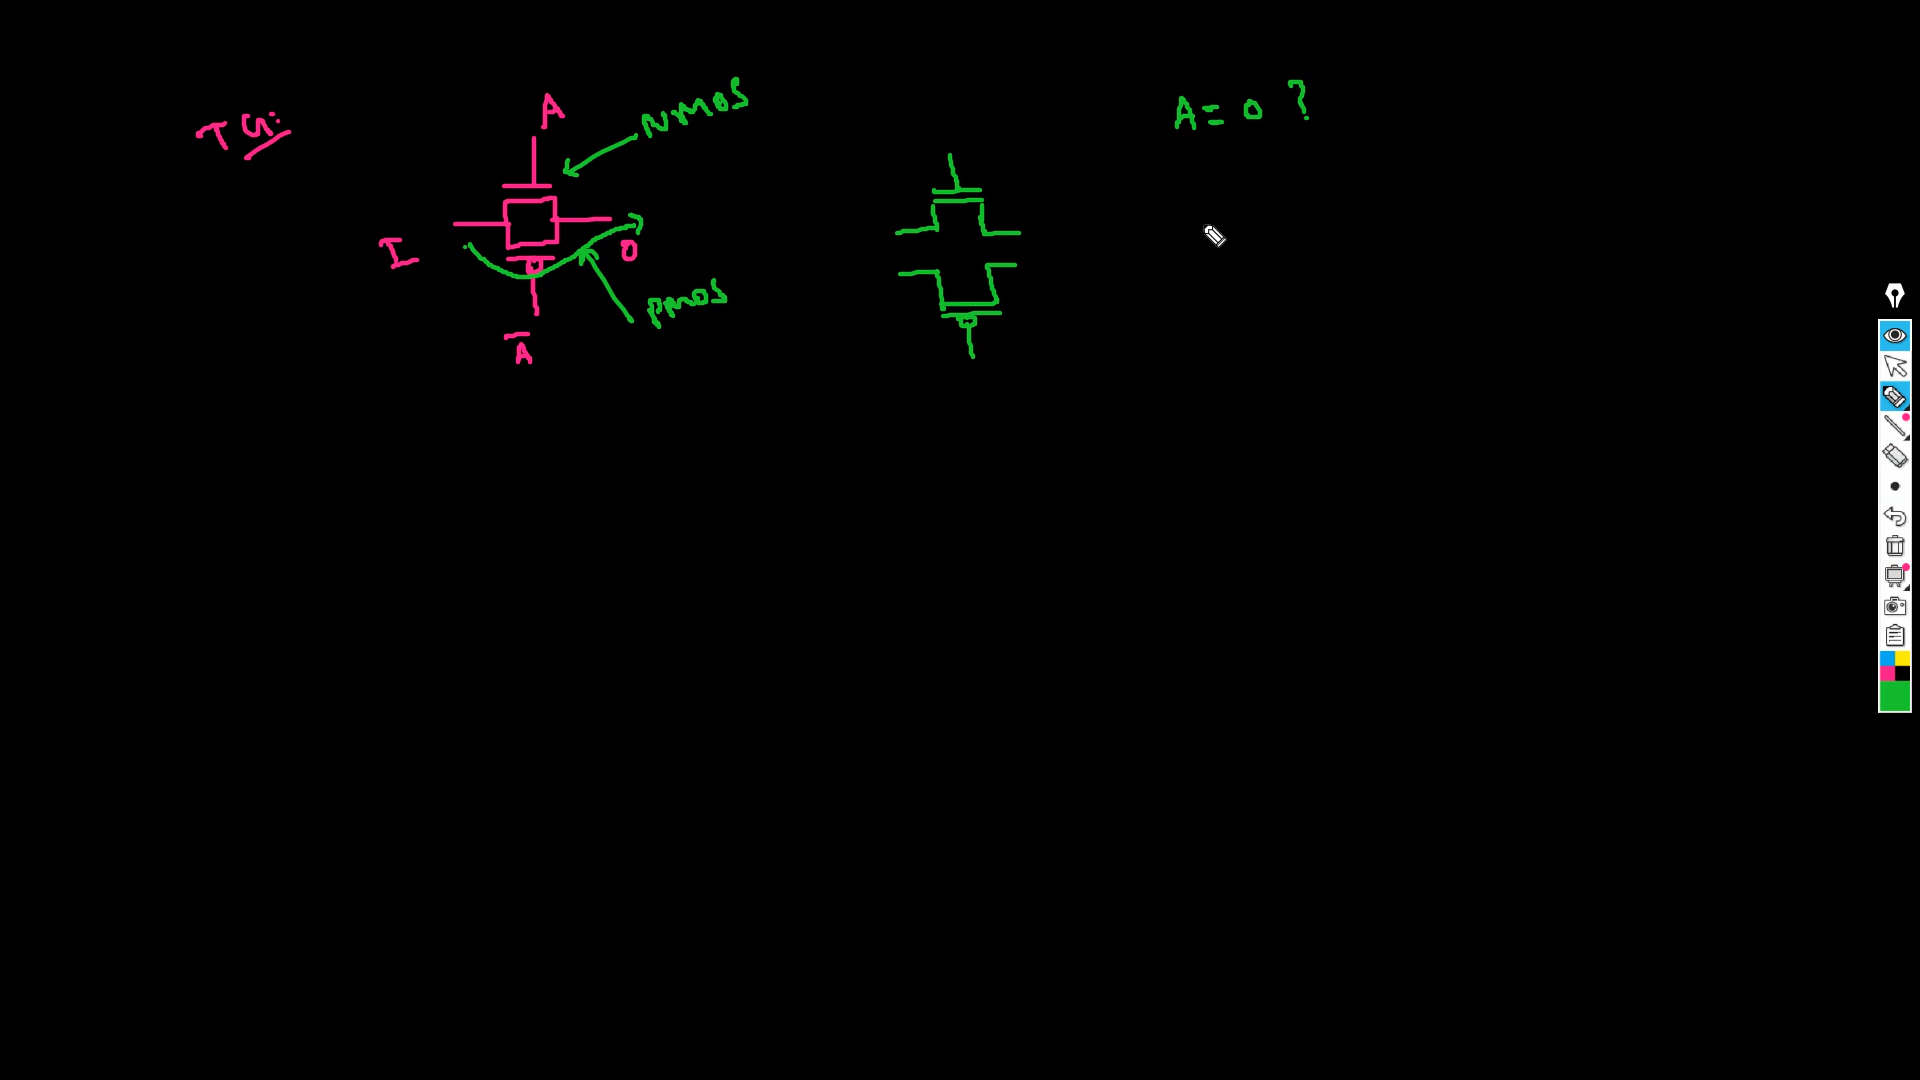 TG:
A
NMOS
I
O
PMOS
A̅
A = 0 ?